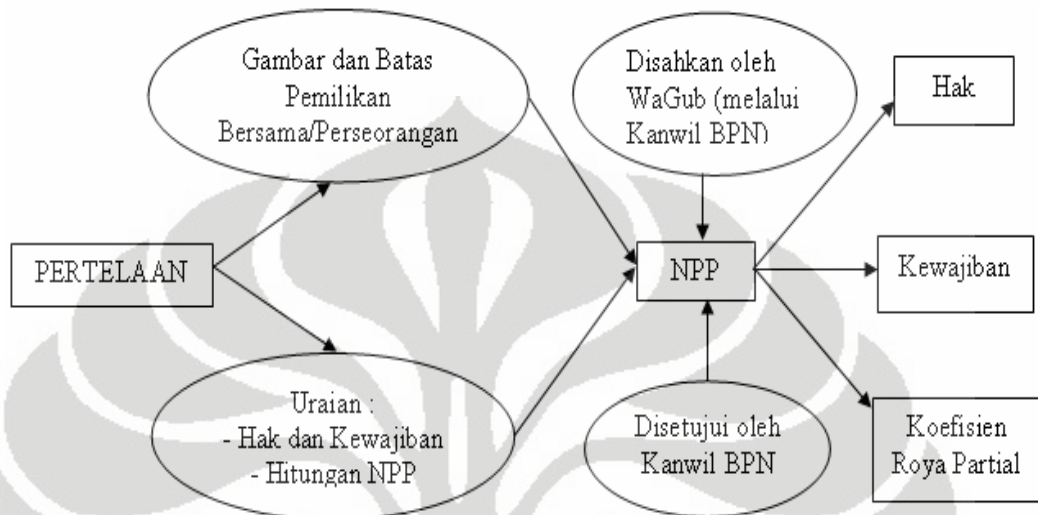 PERTELAAN
Gambar dan Batas
Pemilikan
Bersama/Perseorangan
Uraian :
- Hak dan Kewajiban
- Hitungan NPP
Disahkan oleh
WaGub (melalui
Kanwil BPN)
NPP
Disetujui oleh
Kanwil BPN
Hak
Kewajiban
Koefisien
Roya Partial